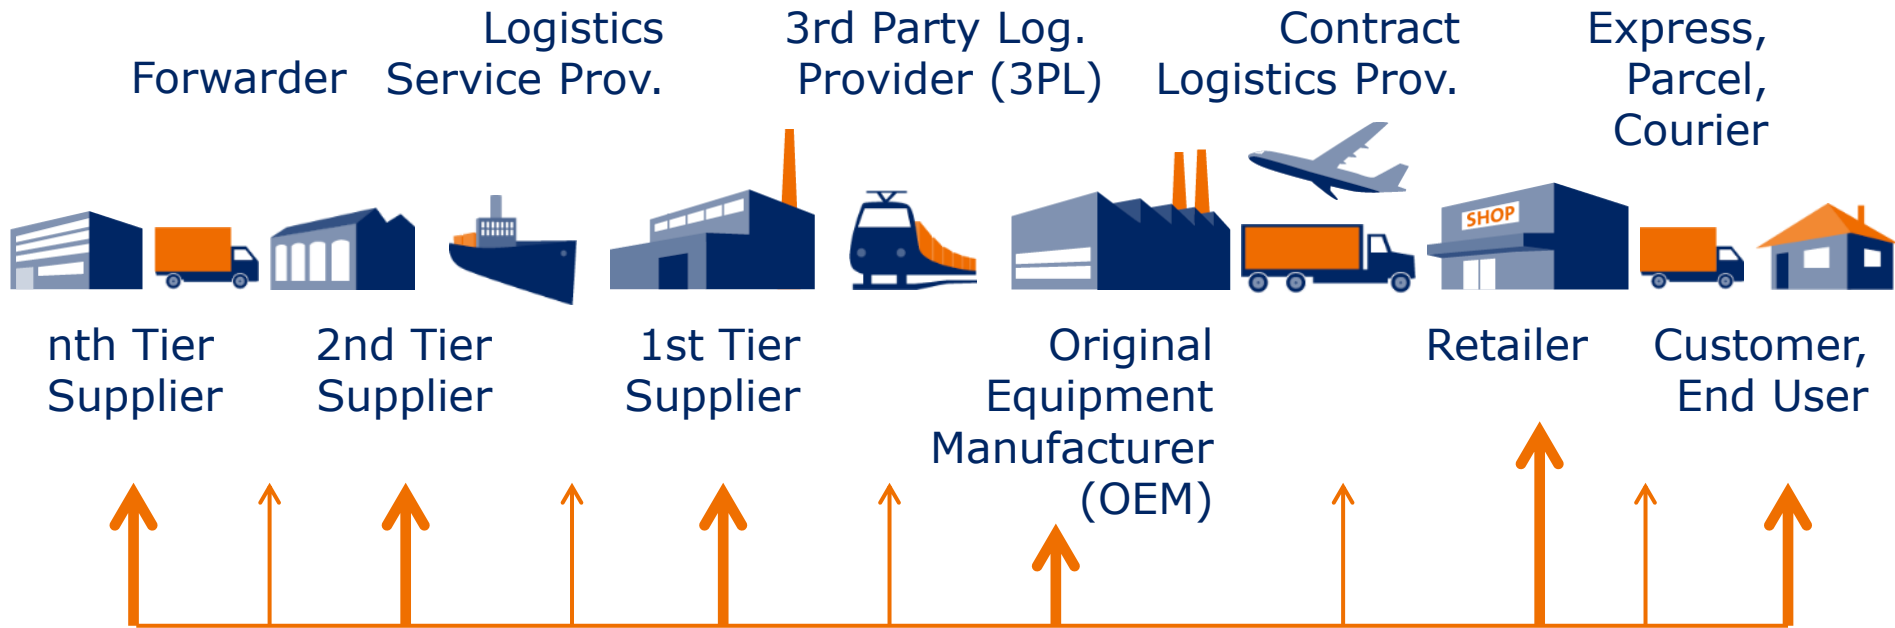 Forwarder
Logistics
Service Prov.
3rd Party Log.
Provider (3PL)
Contract
Logistics Prov.
Express,
Parcel,
Courier
SHOP
nth Tier
Supplier
2nd Tier
Supplier
1st Tier
Supplier
Original
Equipment
Manufacturer
(OEM)
Retailer
Customer,
End User